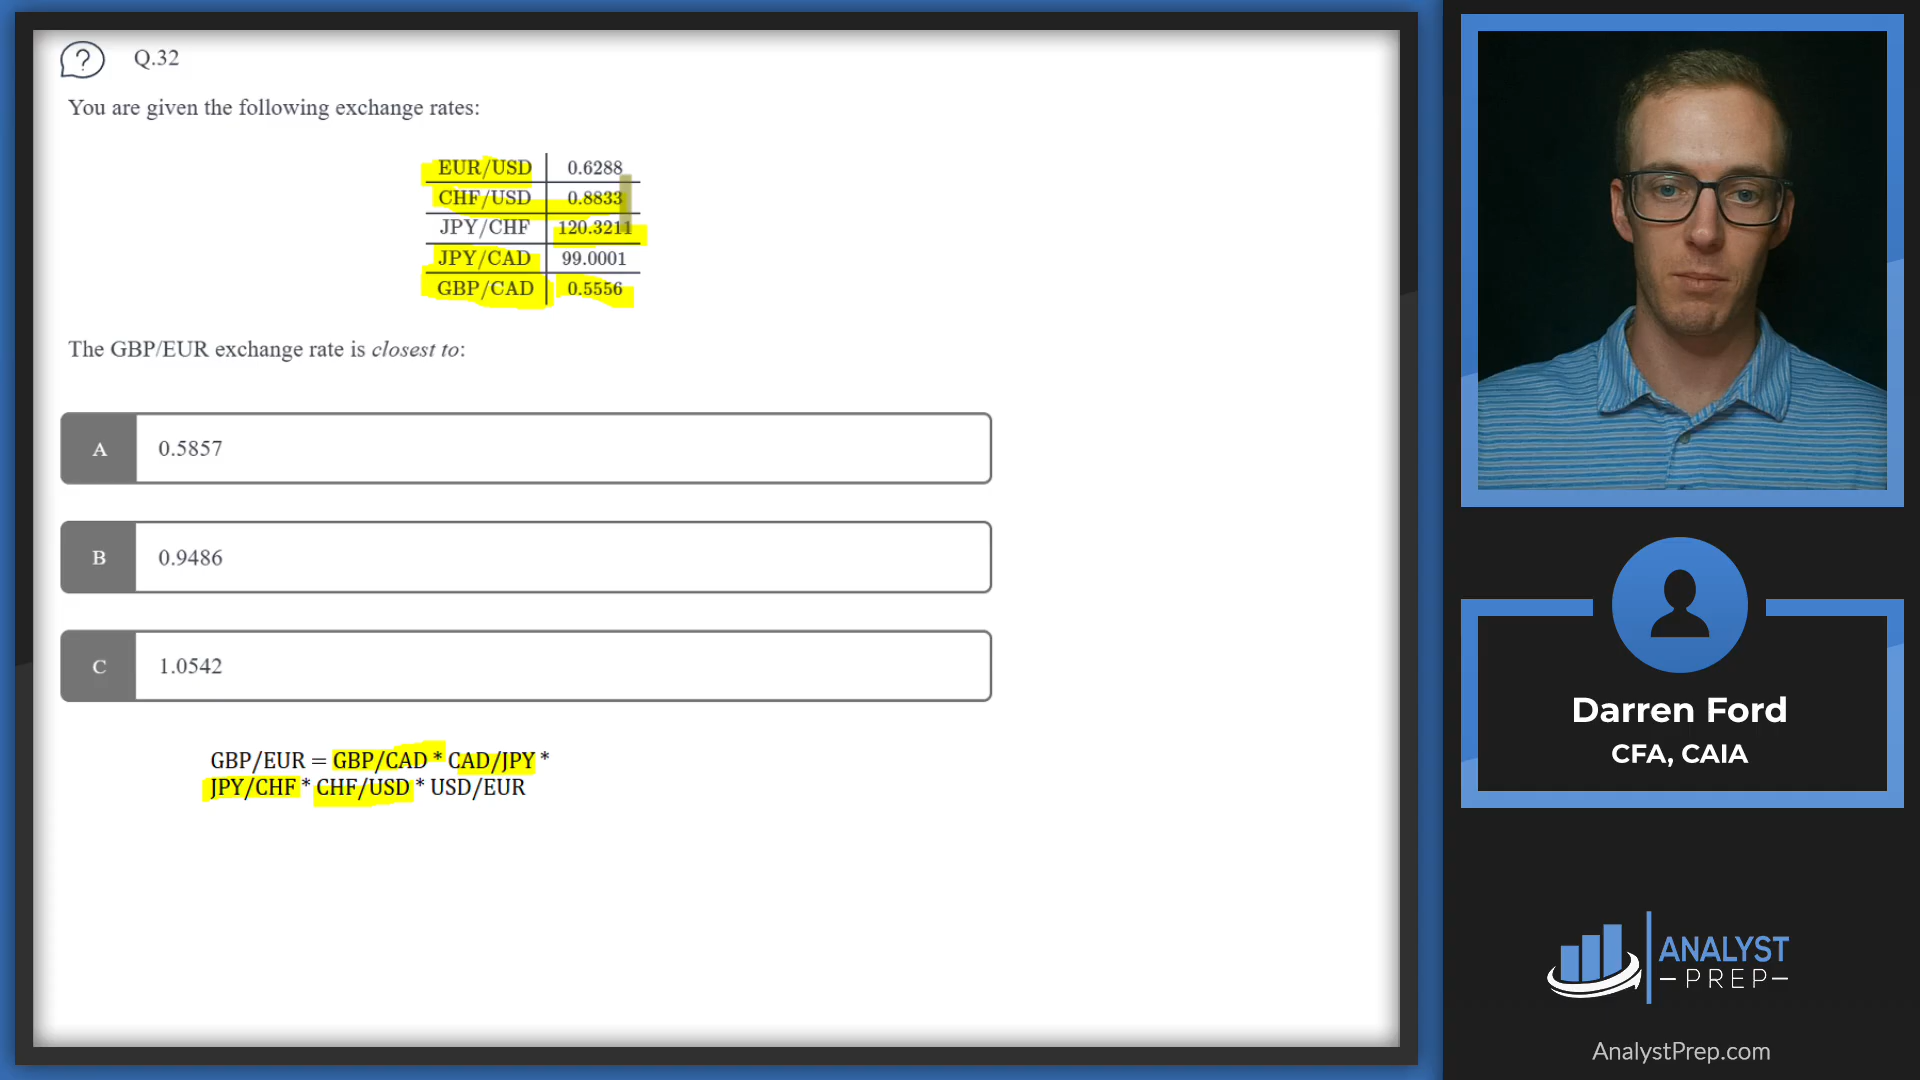 ?
Q.32
You are given the following exchange rates:
EUR/USD 0.6288
CHF/USD 0.8833
JPY/CHF 120.3211
JPY/CAD 99.0001
GBP/CAD 0.5556
The GBP/EUR exchange rate is closest to:
A 0.5857
B 0.9486
C 1.0542
GBP/EUR = GBP/CAD * CAD/JPY *
JPY/CHF * CHF/USD * USD/EUR
Darren Ford
CFA, CAIA
ANALYST
PREP
AnalystPrep.com